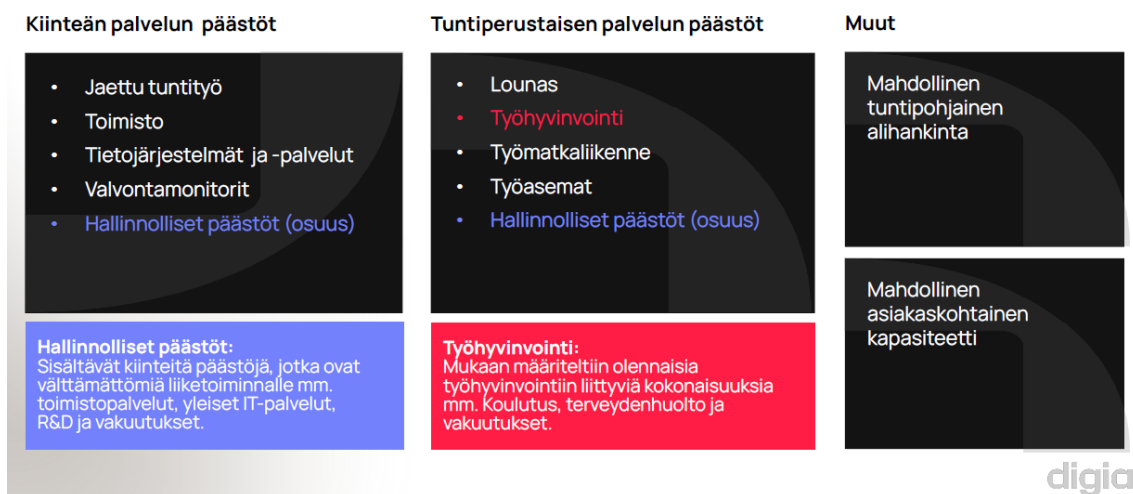 Kiinteän palvelun päästöt
• Jaettu tuntityö
• Toimisto
• Tietojärjestelmät ja -palvelut
• Valvontamonitorit
• Hallinnolliset päästöt (osuus)
Hallinnolliset päästöt:
Sisältävät kiinteitä päästöjä, jotka ovat
välttämättömiä liiketoiminnalle mm.
toimistopalvelut, yleiset IT-palvelut,
R&D ja vakuutukset.
Tuntiperustaisen palvelun päästöt
• Lounas
• Työhyvinvointi
• Työmatkaliikenne
• Työasemat
• Hallinnolliset päästöt (osuus)
Työhyvinvointi:
Mukaan määriteltiin olennaisia
työhyvinvointiin liittyviä kokonaisuuksia
mm. Koulutus, terveydenhuolto ja
vakuutukset.
Muut
Mahdollinen
tuntipohjainen
alihankinta
Mahdollinen
asiakaskohtainen
kapasiteetti
digia